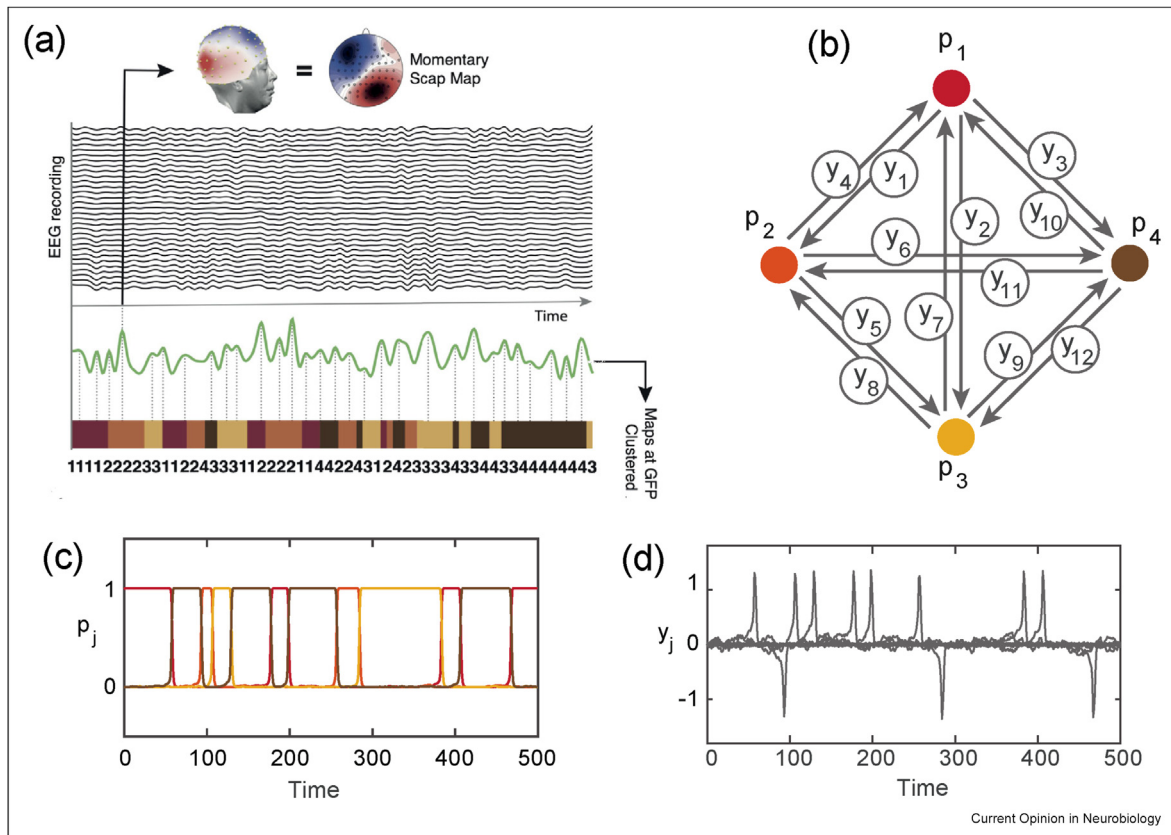 (a)
=
Momentary
Scap Map
EEG recording
Time
Maps at GFP
Clustered
(b)
p1
y4
y1
y3
y10
p2
y6
y2
p4
y11
y5
y7
y8
y9
y12
p3
(c)
1
pj
0
0 100 200 300 400 500
Time
(d)
1
yj
0
-1
0 100 200 300 400 500
Time
Current Opinion in Neurobiology